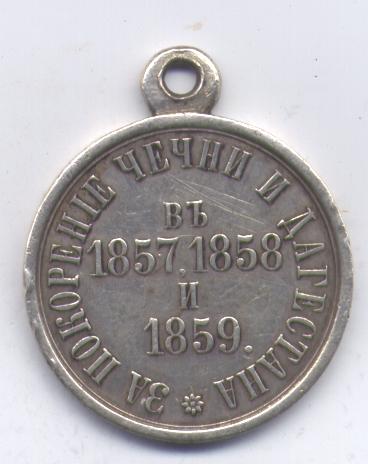 ЗА ПОКОРЕНІЕ ЧЕЧНИ И ДАГЕСТАНА
ВЪ
1857, 1858
И
1859.